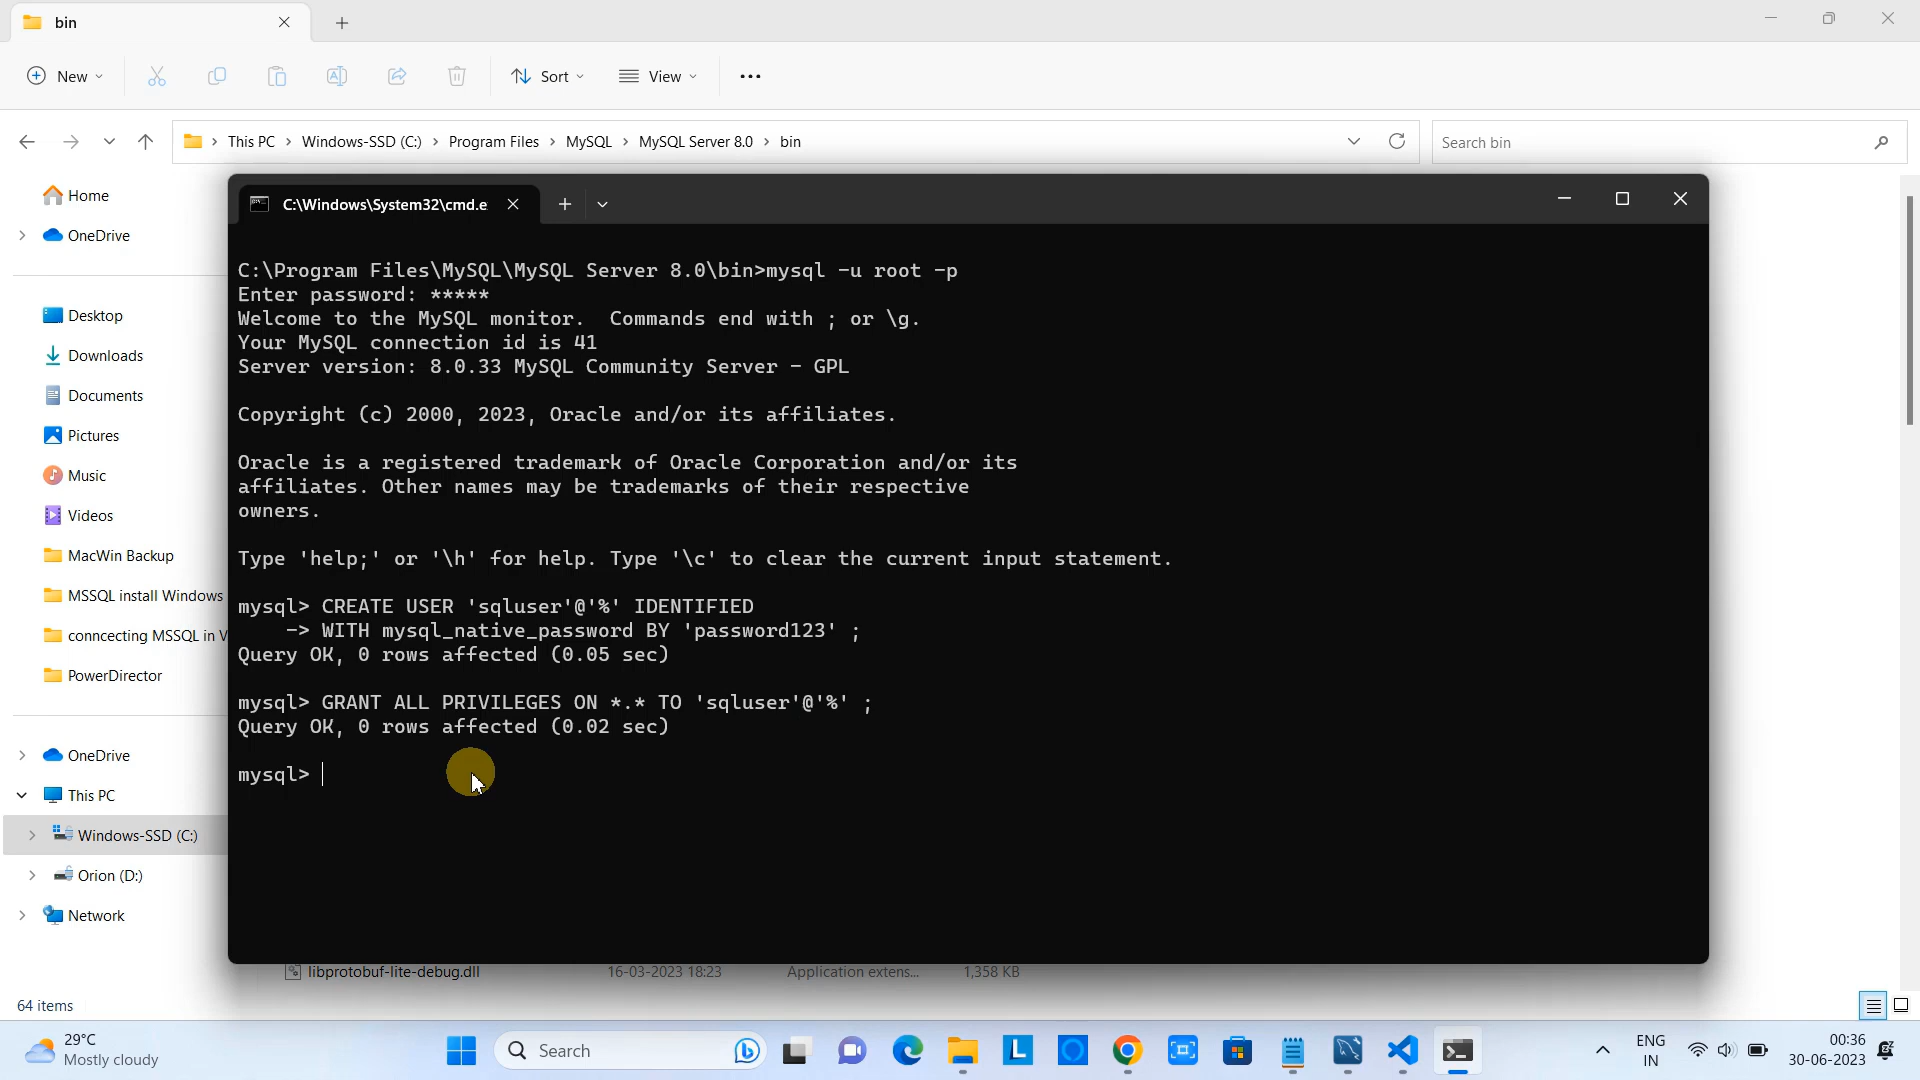 bin
New
Sort
View
This PC
Windows-SSD (C:)
Program Files
MySQL
MySQL Server 8.0
bin
Search bin
Home
OneDrive
Desktop
Downloads
Documents
Pictures
Music
Videos
MacWin Backup
MSSQL install Windows
conncecting MSSQL in V
PowerDirector
OneDrive
This PC
Windows-SSD (C:)
Orion (D:)
Network
C:\Windows\System32\cmd.e
C:\Program Files\MySQL\MySQL Server 8.0\bin>mysql -u root -p
Enter password: *****
Welcome to the MySQL monitor.  Commands end with ; or \g.
Your MySQL connection id is 41
Server version: 8.0.33 MySQL Community Server - GPL
Copyright (c) 2000, 2023, Oracle and/or its affiliates.
Oracle is a registered trademark of Oracle Corporation and/or its
affiliates. Other names may be trademarks of their respective
owners.
Type 'help;' or '\h' for help. Type '\c' to clear the current input statement.
mysql> CREATE USER 'sqluser'@'%' IDENTIFIED
    -> WITH mysql_native_password BY 'password123' ;
Query OK, 0 rows affected (0.05 sec)
mysql> GRANT ALL PRIVILEGES ON *.* TO 'sqluser'@'%' ;
Query OK, 0 rows affected (0.02 sec)
mysql>
libprotobuf-lite-debug.dll 16-03-2023 18:23 Application extens... 1,358 KB
64 items
29°C
Mostly cloudy
Search
L
ENG
IN
00:36
30-06-2023